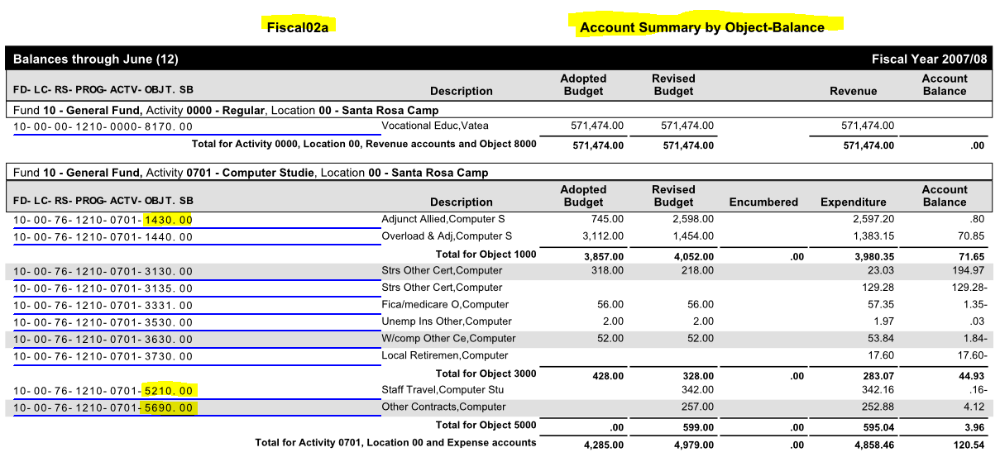 Fiscal02a Account Summary by Object-Balance
Balances through June (12) Fiscal Year 2007/08
FD- LC- RS- PROG- ACTV- OBJT. SB Description Adopted Budget Revised Budget Revenue Account Balance
Fund 10 - General Fund, Activity 0000 - Regular, Location 00 - Santa Rosa Camp
10- 00- 00- 1210- 0000- 8170. 00 Vocational Educ,Vatea 571,474.00 571,474.00 571,474.00
Total for Activity 0000, Location 00, Revenue accounts and Object 8000 571,474.00 571,474.00 571,474.00 .00
Fund 10 - General Fund, Activity 0701 - Computer Studie, Location 00 - Santa Rosa Camp
FD- LC- RS- PROG- ACTV- OBJT. SB Description Adopted Budget Revised Budget Encumbered Expenditure Account Balance
10- 00- 76- 1210- 0701- 1430. 00 Adjunct Allied,Computer S 745.00 2,598.00 2,597.20 .80
10- 00- 76- 1210- 0701- 1440. 00 Overload & Adj,Computer S 3,112.00 1,454.00 1,383.15 70.85
Total for Object 1000 3,857.00 4,052.00 .00 3,980.35 71.65
10- 00- 76- 1210- 0701- 3130. 00 Strs Other Cert,Computer 318.00 218.00 23.03 194.97
10- 00- 76- 1210- 0701- 3135. 00 Strs Other Cert,Computer 129.28 129.28-
10- 00- 76- 1210- 0701- 3331. 00 Fica/medicare O,Computer 56.00 56.00 57.35 1.35-
10- 00- 76- 1210- 0701- 3530. 00 Unemp Ins Other,Computer 2.00 2.00 1.97 .03
10- 00- 76- 1210- 0701- 3630. 00 W/comp Other Ce,Computer 52.00 52.00 53.84 1.84-
10- 00- 76- 1210- 0701- 3730. 00 Local Retiremen,Computer 17.60 17.60-
Total for Object 3000 428.00 328.00 .00 283.07 44.93
10- 00- 76- 1210- 0701- 5210. 00 Staff Travel,Computer Stu 342.00 342.16 .16-
10- 00- 76- 1210- 0701- 5690. 00 Other Contracts,Computer 257.00 252.88 4.12
Total for Object 5000 .00 599.00 .00 595.04 3.96
Total for Activity 0701, Location 00 and Expense accounts 4,285.00 4,979.00 .00 4,858.46 120.54